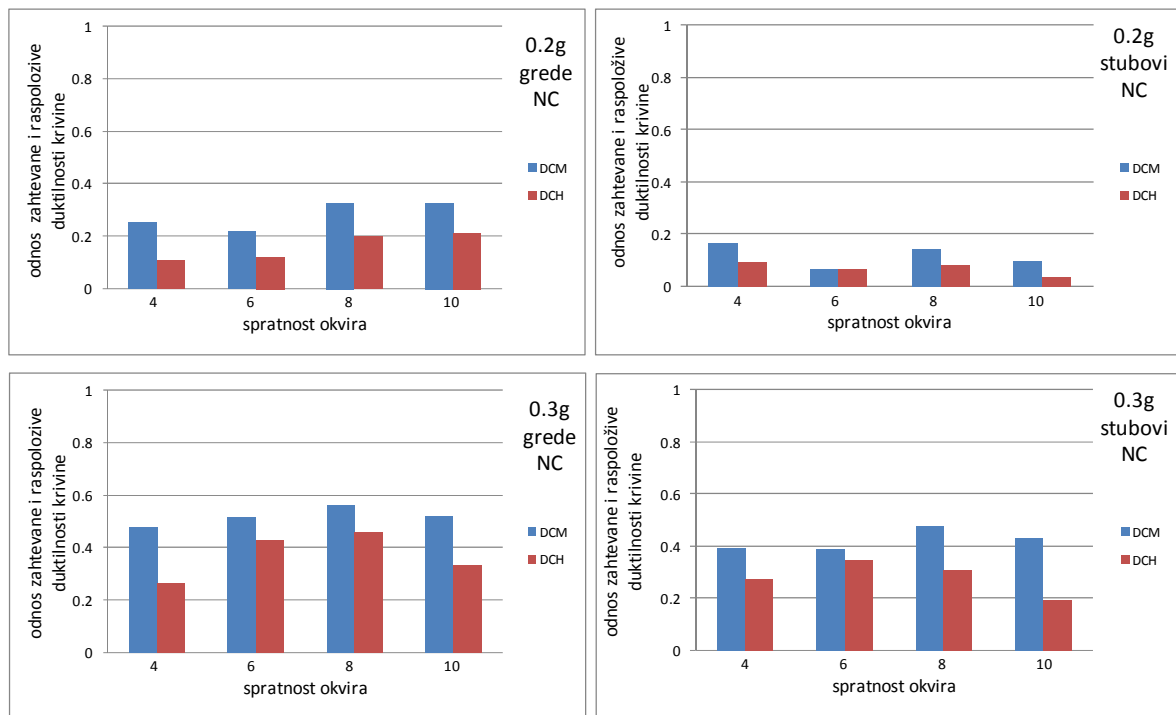 1
0.8
0.6
0.4
0.2
0
odnos zahtevane i raspolozive
duktilnosti krivine
4 6 8 10
spratnost okvira
0.2g
grede
NC
DCM
DCH
1
0.8
0.6
0.4
0.2
0
odnos zahtevane i raspolozive
duktilnosti krivine
4 6 8 10
spratnost okvira
0.2g
stubovi
NC
DCM
DCH
1
0.8
0.6
0.4
0.2
0
odnos zahtevane i raspolozive
duktilnosti krivine
4 6 8 10
spratnost okvira
0.3g
grede
NC
DCM
DCH
1
0.8
0.6
0.4
0.2
0
odnos zahtevane i raspoložive
duktilnosti krivine
4 6 8 10
spratnost okvira
0.3g
stubovi
NC
DCM
DCH